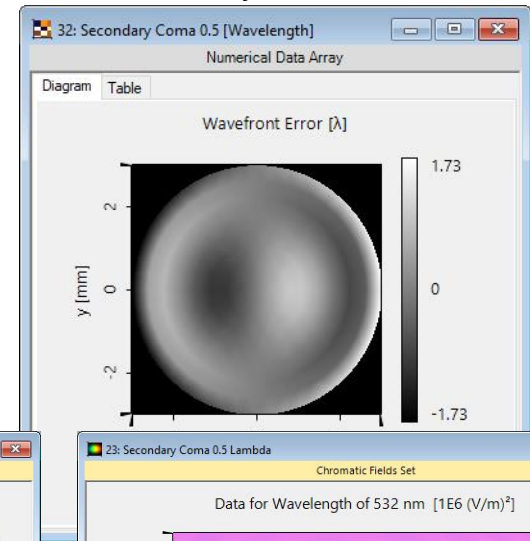 32: Secondary Coma 0.5 [Wavelength]
Numerical Data Array
Diagram Table
Wavefront Error [λ]
1.73
2
y [mm]
0
0
-2
-1.73
23: Secondary Coma 0.5 Lambda
Chromatic Fields Set
Data for Wavelength of 532 nm [1E6 (V/m)²]